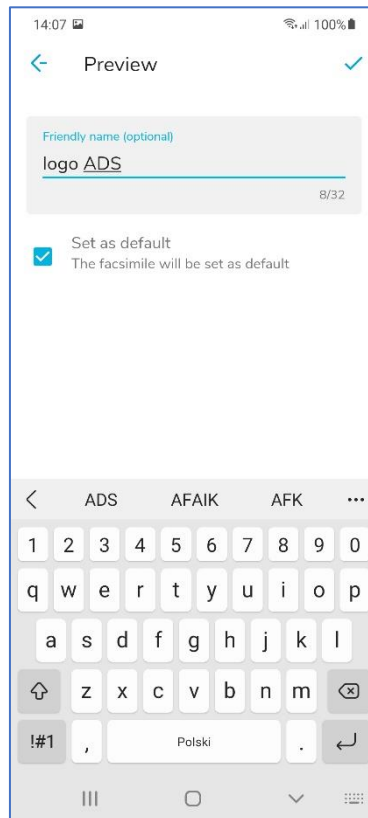 14:07 100%
Preview
Friendly name (optional)
logo ADS
8/32
Set as default
The facsimile will be set as default
ADS AFAIK AFK
1 2 3 4 5 6 7 8 9 0
q w e r t y u i o p
a s d f g h j k l
z x c v b n m
!#1 , Polski .